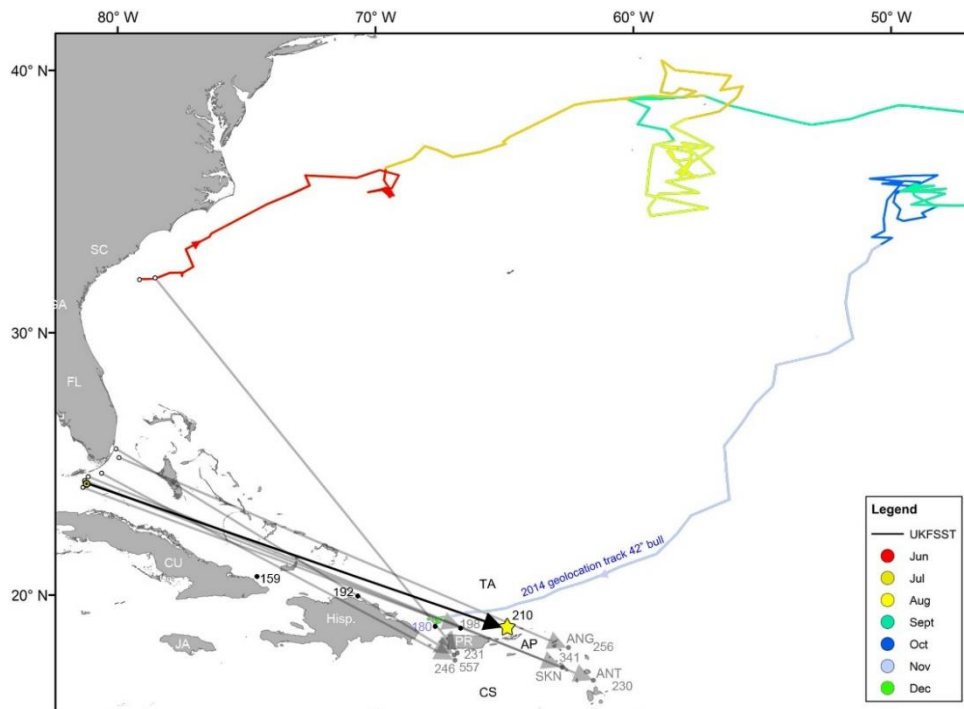 80° W 70° W 60° W 50° W
40° N
SC
30° N
GA
FL
2014 geolocation track 42" bull
CU
159
TA
20° N
192
210
Hisp.
180
198
JA
PR
AP
ANG
256
231
246
557
341
SKN
ANT
230
CS
Legend
UKFSST
Jun
Jul
Aug
Sept
Oct
Nov
Dec